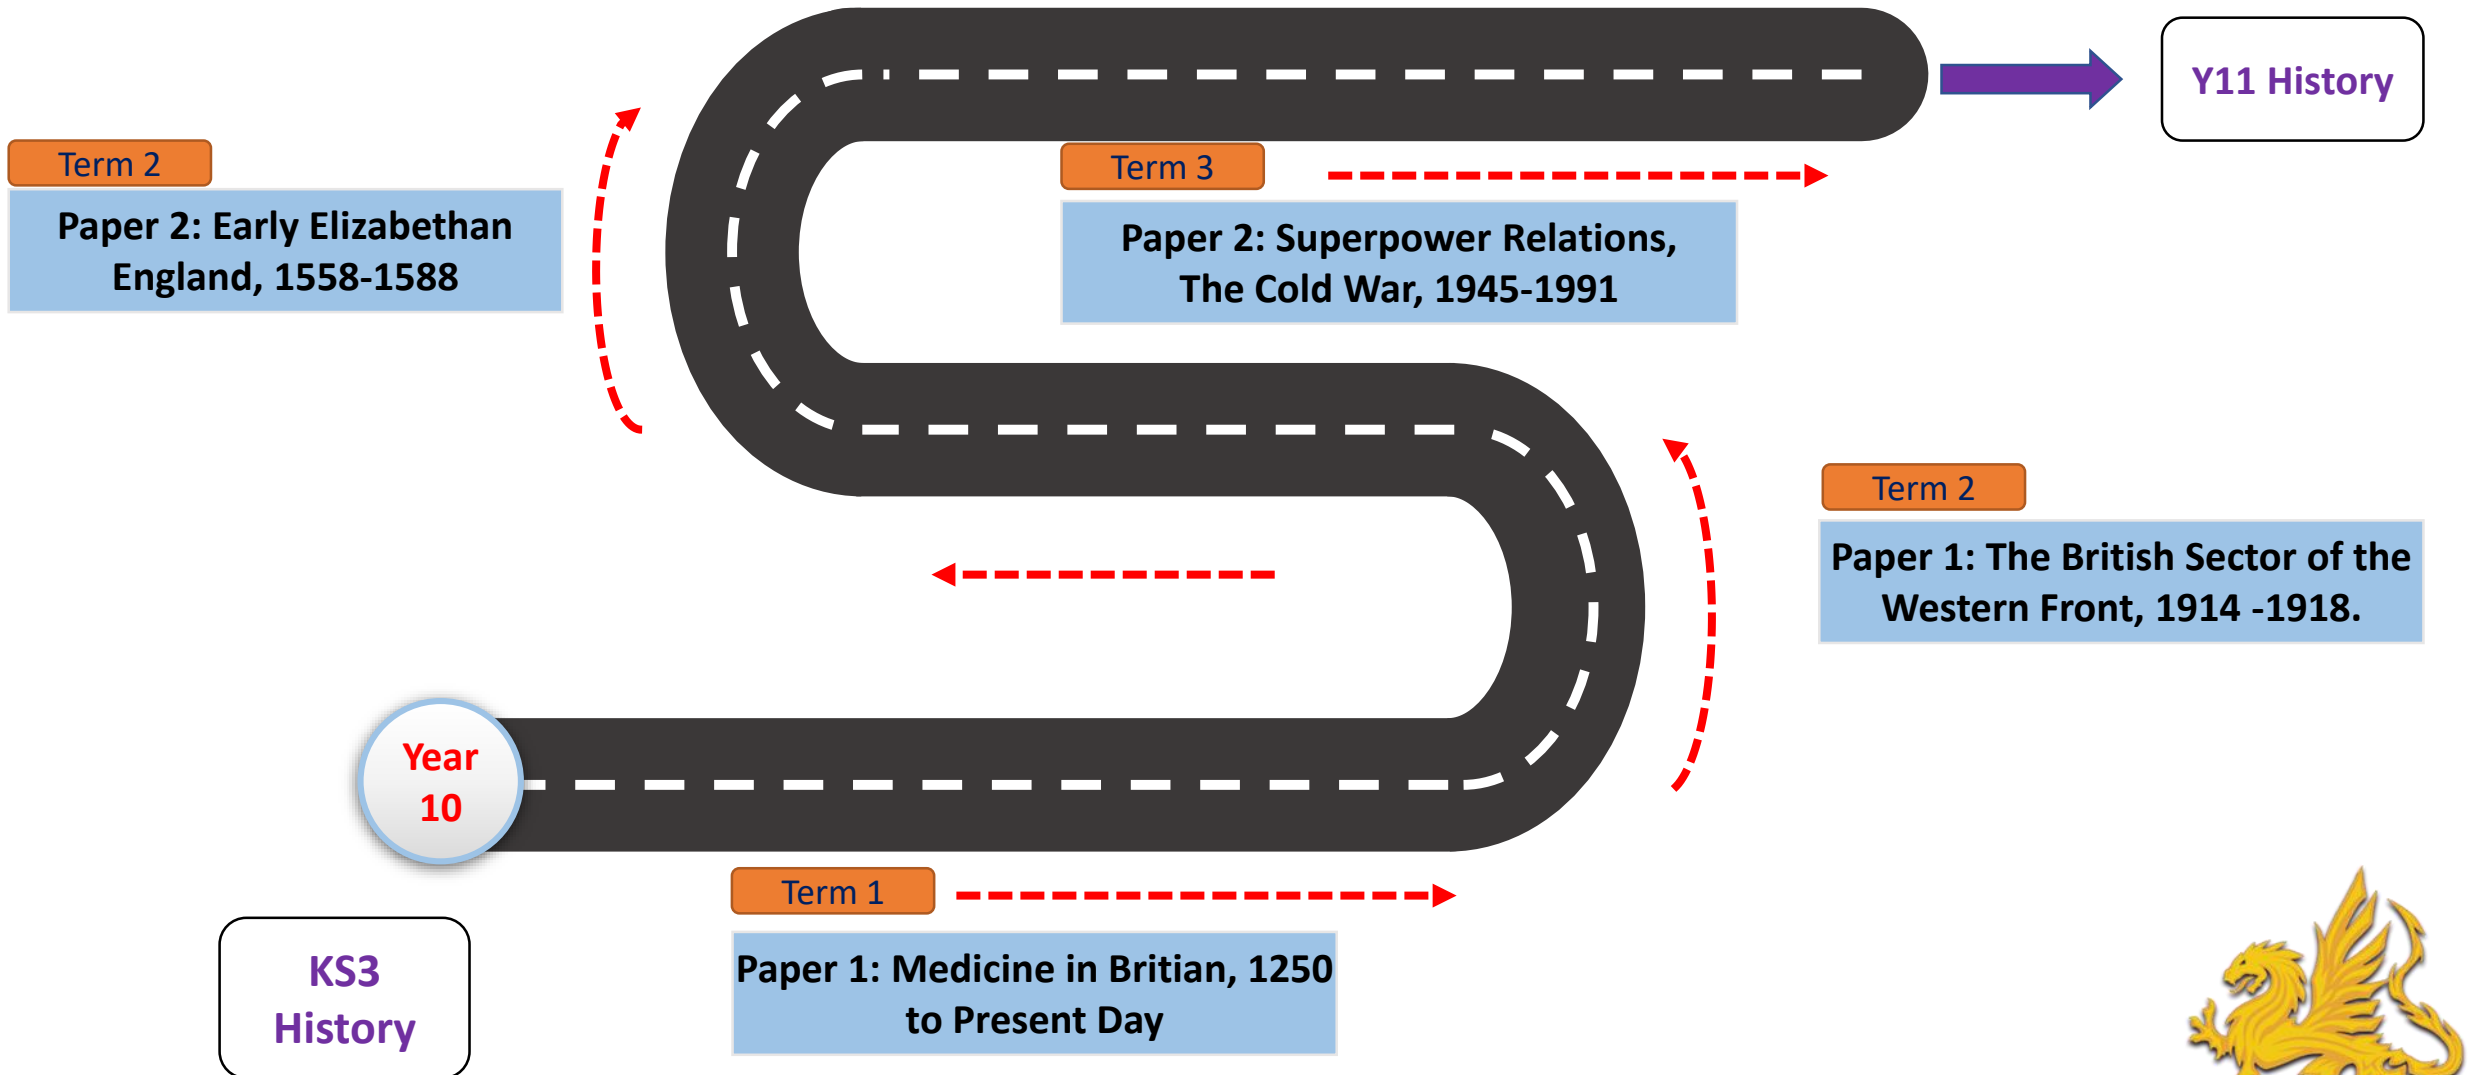 Y11 History
Term 2
Paper 2: Early Elizabethan
England, 1558-1588
Term 3
Paper 2: Superpower Relations,
The Cold War, 1945-1991
Term 2
Paper 1: The British Sector of the
Western Front, 1914 -1918.
Year
10
Term 1
Paper 1: Medicine in Britian, 1250
to Present Day
KS3
History